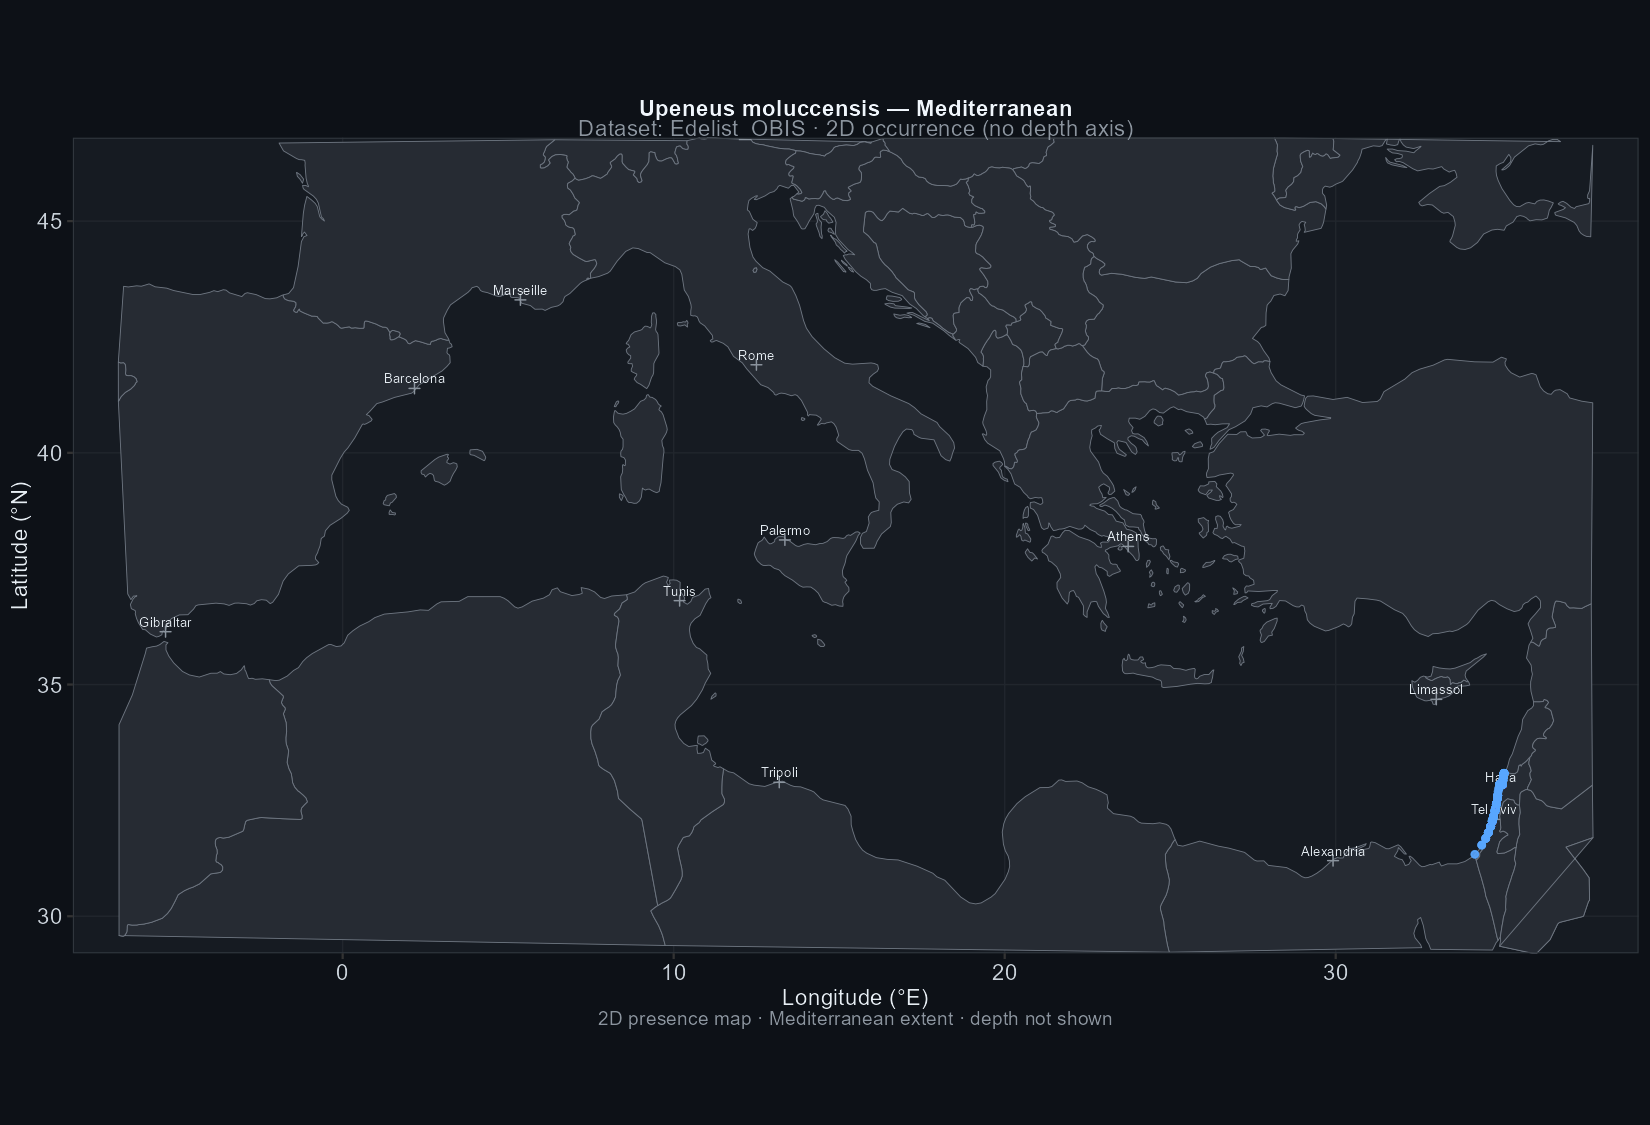 Upeneus moluccensis — Mediterranean
Dataset: Edelist_OBIS · 2D occurrence (no depth axis)
45
Marseille
Rome
Barcelona
40
Palermo
Athens
Tunis
Gibraltar
35
Limassol
Tripoli
Haifa
Tel Aviv
Alexandria
30
Latitude (°N)
0
10
20
30
Longitude (°E)
2D presence map · Mediterranean extent · depth not shown